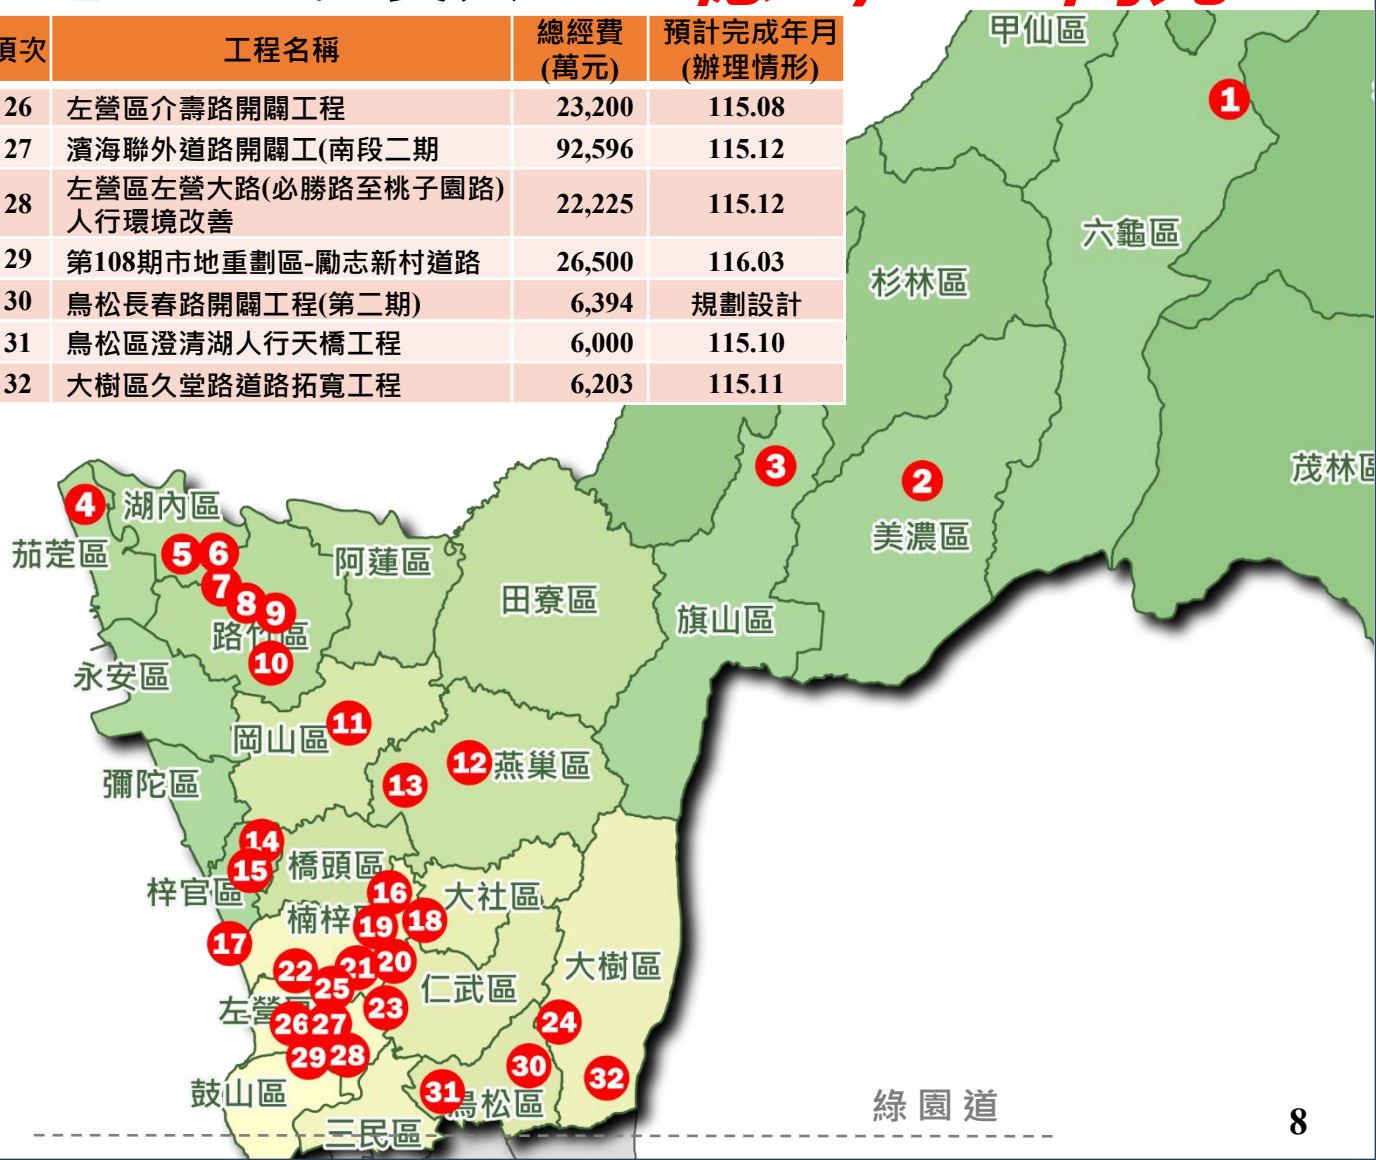 項次 工程名稱 總經費 預計完成年月
(萬元) (辦理情形)
26 左營區介壽路開闢工程 23,200 115.08
27 濱海聯外道路開闢工(南段二期 92,596 115.12
28 左營區左營大路(必勝路至桃子園路) 22,225 115.12
人行環境改善
29 第108期市地重劃區-勵志新村道路 26,500 116.03
30 鳥松長春路開闢工程(第二期) 6,394 規劃設計
31 鳥松區澄清湖人行天橋工程 6,000 115.10
32 大樹區久堂路道路拓寬工程 6,203 115.11
甲仙區
1
六龜區
杉林區
茂林區
3
2
美濃區
4
湖內區
茄萣區
5
6
阿蓮區
7
8
9
田寮區
旗山區
路竹區
10
永安區
11
岡山區
12
燕巢區
13
彌陀區
14
橋頭區
15
梓官區
16
大社區
楠梓
19
18
17
22
21
20
大樹區
25
仁武區
左營區
23
26
27
24
29
28
30
32
鼓山區
31
鳥松區
綠園道
三民區
8